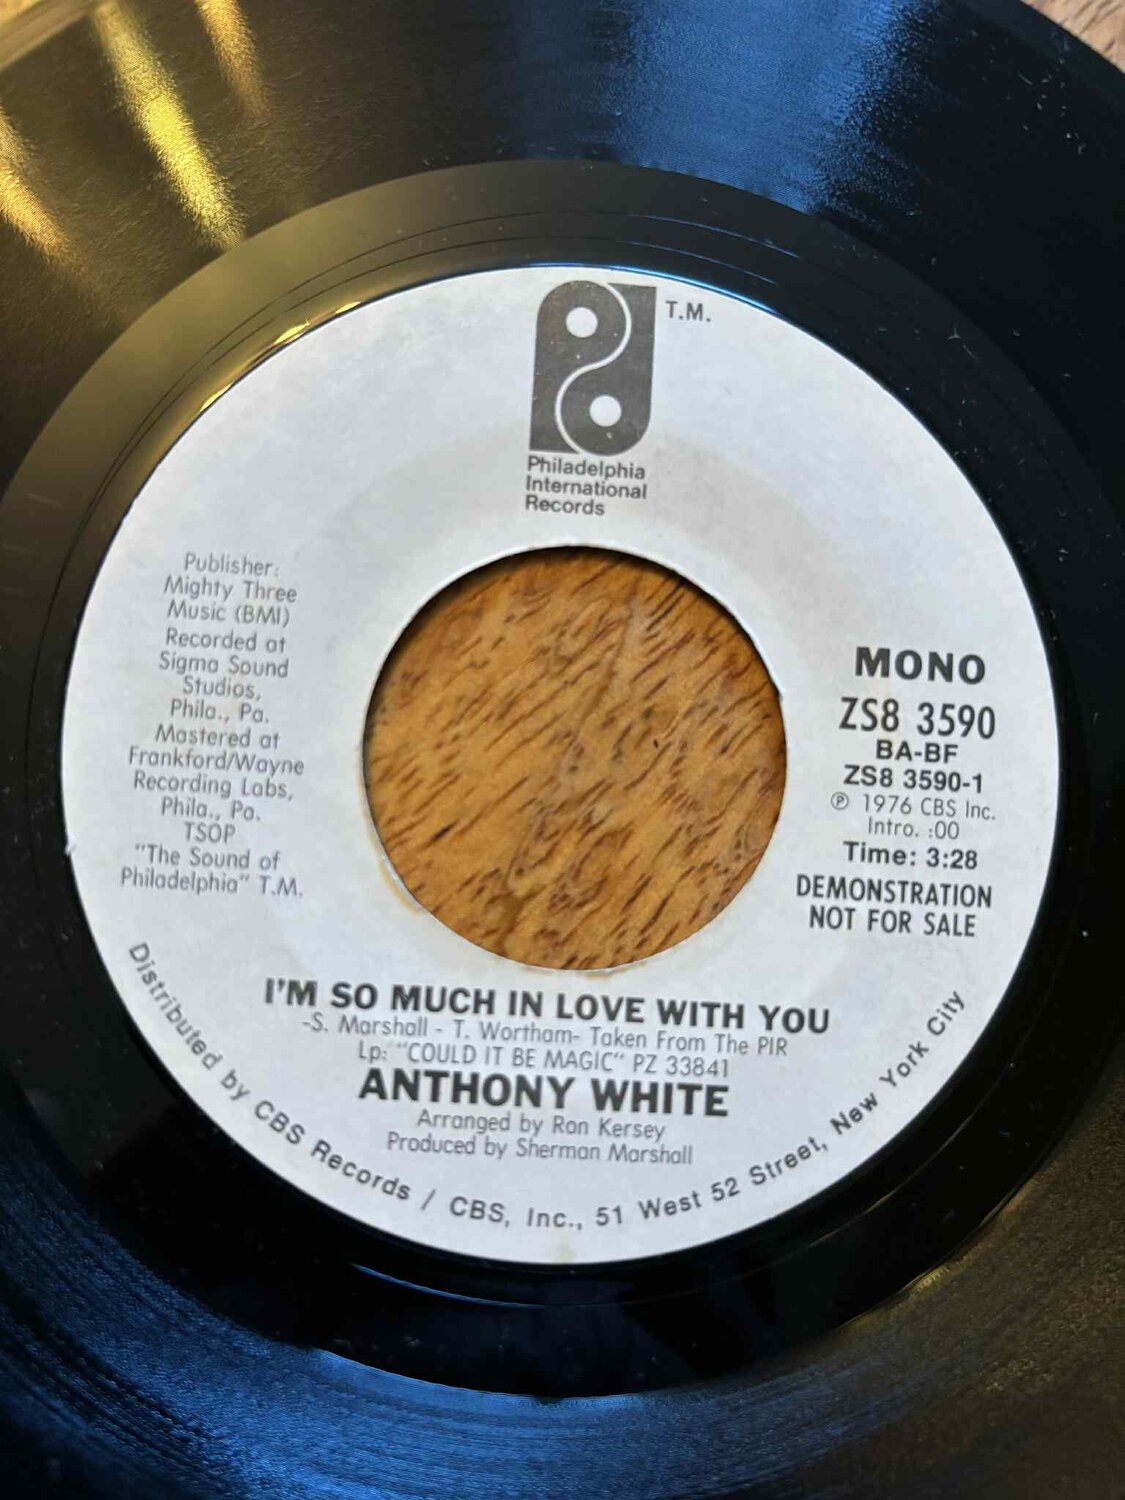 T.M.
Philadelphia
International
Records
Publisher:
Mighty Three
Music (BMI)
Recorded at
Sigma Sound
Studios,
Phila., Pa.
Mastered at
Frankford/Wayne
Recording Labs,
Phila., Pa.
TSOP
"The Sound of
Philadelphia" T.M.
MONO
ZS8 3590
BA-BF
ZS8 3590-1
℗ 1976 CBS Inc.
Intro. :00
Time: 3:28
DEMONSTRATION
NOT FOR SALE
I'M SO MUCH IN LOVE WITH YOU
-S. Marshall - T. Wortham- Taken From The PIR
Lp: "COULD IT BE MAGIC" PZ 33841
ANTHONY WHITE
Arranged by Ron Kersey
Produced by Sherman Marshall
Distributed by CBS Records / CBS, Inc., 51 West 52 Street, New York City